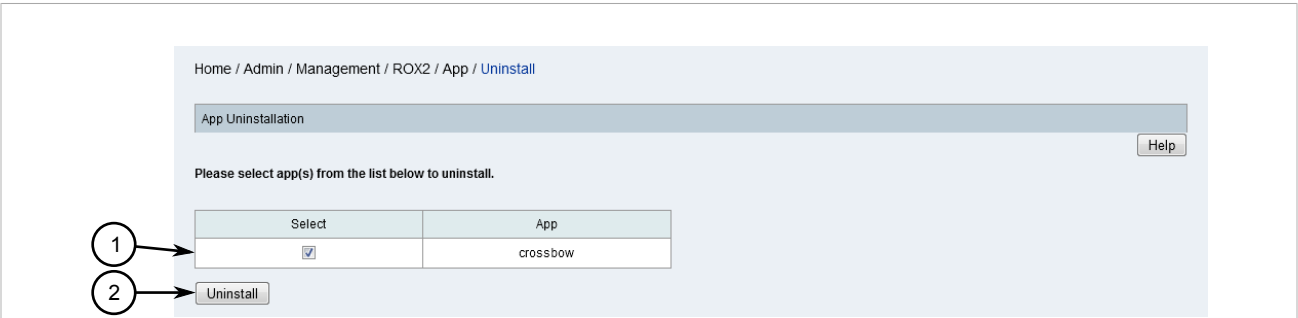 Home / Admin / Management / ROX2 / App / Uninstall
App Uninstallation
Help
Please select app(s) from the list below to uninstall.
Select App
1 crossbow
2 Uninstall